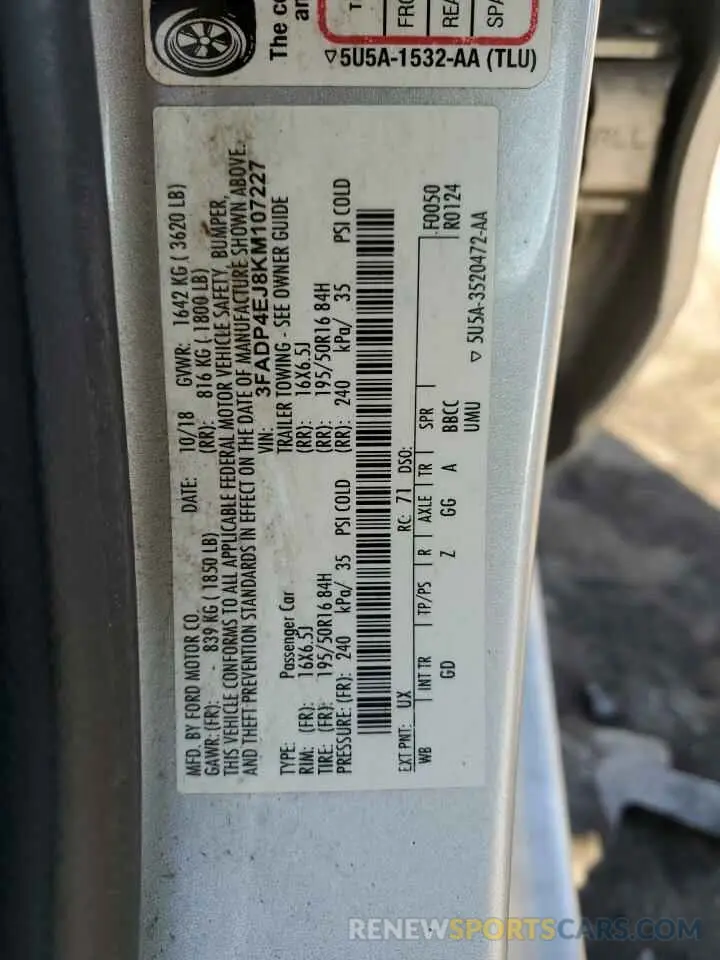 The co
an
T
FRO
REA
SPA
▽5U5A-1532-AA (TLU)
MFD. BY FORD MOTOR CO. DATE: 10/18 GVWR: 1642 KG ( 3620 LB)
GAWR: (FR): - 839 KG ( 1850 LB) (RR): 816 KG ( 1800 LB)
THIS VEHICLE CONFORMS TO ALL APPLICABLE FEDERAL MOTOR VEHICLE SAFETY, BUMPER,
AND THEFT PREVENTION STANDARDS IN EFFECT ON THE DATE OF MANUFACTURE SHOWN ABOVE.
VIN: 3FADP4EJ8KM107227
TYPE: Passenger Car TRAILER TOWING - SEE OWNER GUIDE
RIM: (FR): 16X6.5J (RR): 16X6.5J
TIRE: (FR): 195/50R16 84H (RR): 195/50R16 84H
PRESSURE: (FR): 240 kPa/ 35 PSI COLD (RR): 240 kPa/ 35 PSI COLD
EXT PNT: UX RC: 71 DSO:
WB INT TR TP/PS R AXLE TR SPR F0050
GD Z GG A BBCC R0124
UMU
▽ 5U5A-3520472-AA
RENEWSPORTSCARS.COM